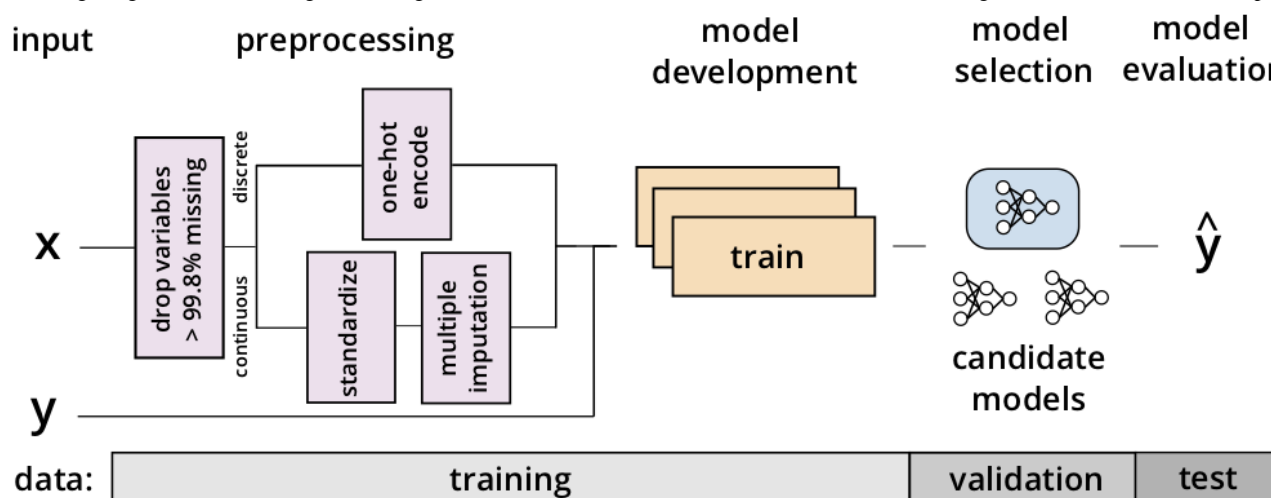 input
preprocessing
model
development
model
selection
model
evaluation
x
drop variables
> 99.8% missing
discrete
continuous
one-hot
encode
standardize
multiple
imputation
train
ŷ
candidate
models
y
data:
training
validation
test